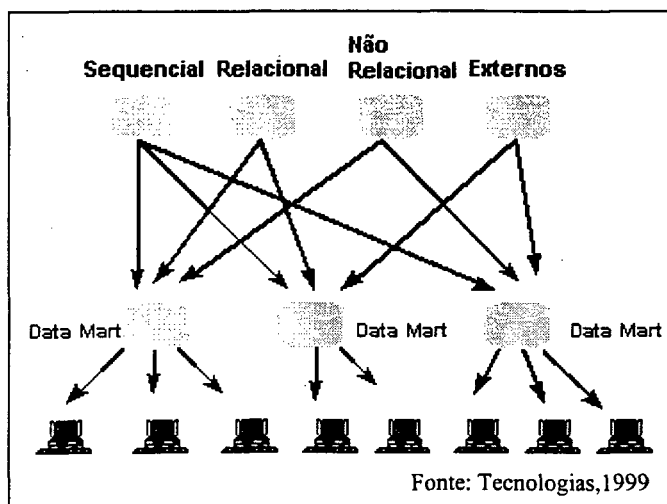 Não
Sequencial Relacional Relacional Externos
Data Mart Data Mart Data Mart
Fonte: Tecnologias,1999